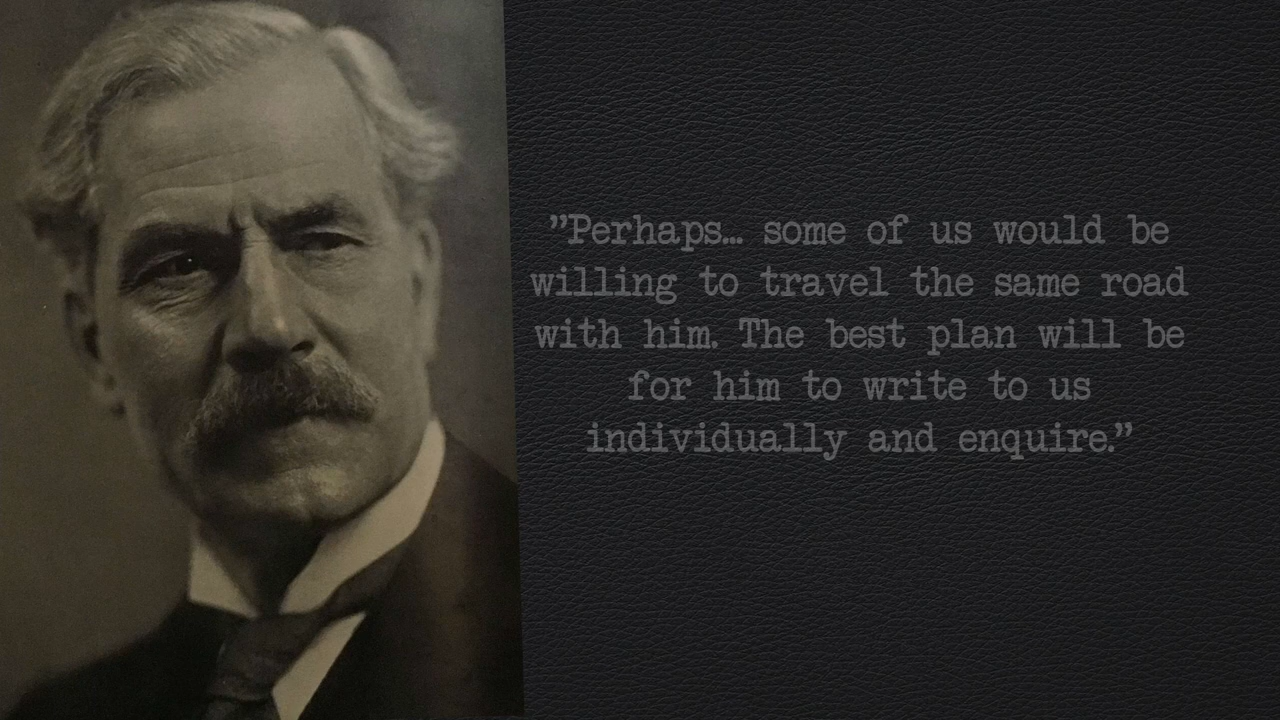 ”Perhaps... some of us would be
willing to travel the same road
with him. The best plan will be
for him to write to us
individually and enquire.”